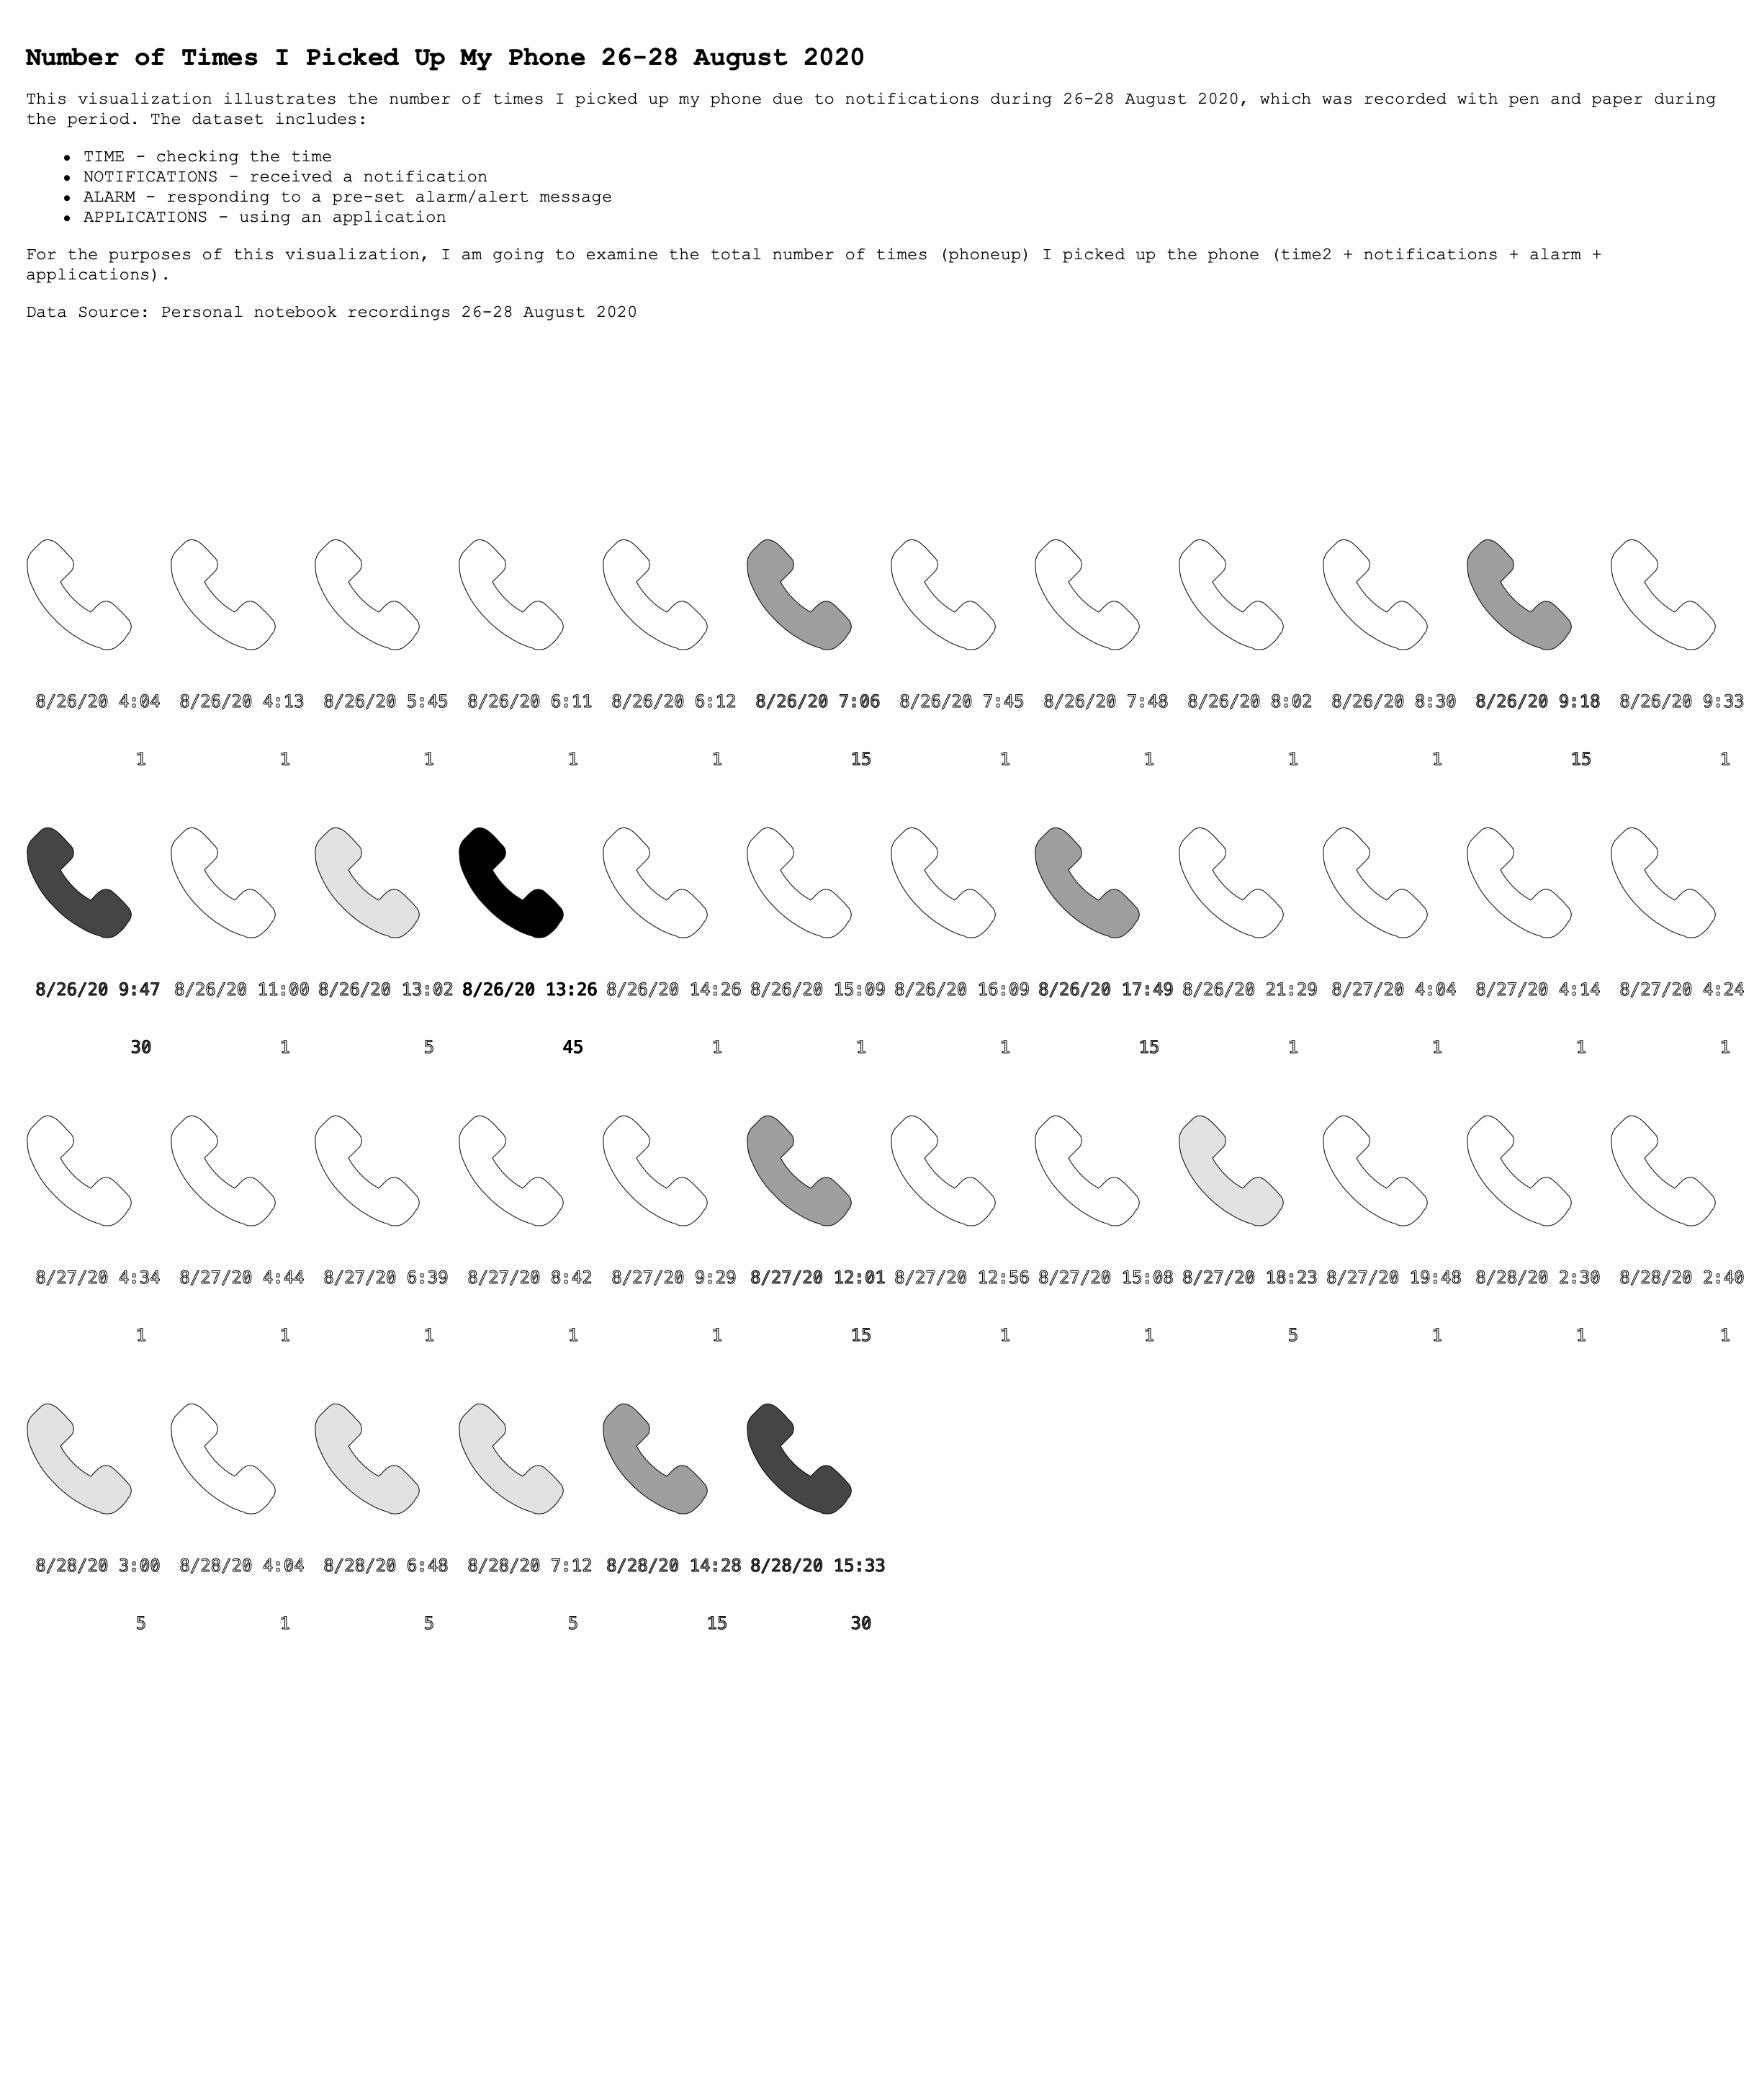 Number of Times I Picked Up My Phone 26-28 August 2020
This visualization illustrates the number of times I picked up my phone due to notifications during 26-28 August 2020, which was recorded with pen and paper during
the period. The dataset includes:
• TIME - checking the time
• NOTIFICATIONS - received a notification
• ALARM - responding to a pre-set alarm/alert message
• APPLICATIONS - using an application
For the purposes of this visualization, I am going to examine the total number of times (phoneup) I picked up the phone (time2 + notifications + alarm +
applications).
Data Source: Personal notebook recordings 26-28 August 2020
8/26/20 4:04 8/26/20 4:13 8/26/20 5:45 8/26/20 6:11 8/26/20 6:12 8/26/20 7:06 8/26/20 7:45 8/26/20 7:48 8/26/20 8:02 8/26/20 8:30 8/26/20 9:18 8/26/20 9:33
1 1 1 1 1 15 1 1 1 1 15 1
8/26/20 9:47 8/26/20 11:00 8/26/20 13:02 8/26/20 13:26 8/26/20 14:26 8/26/20 15:09 8/26/20 16:09 8/26/20 17:49 8/26/20 21:29 8/27/20 4:04 8/27/20 4:14 8/27/20 4:24
30 1 5 45 1 1 1 15 1 1 1 1
8/27/20 4:34 8/27/20 4:44 8/27/20 6:39 8/27/20 8:42 8/27/20 9:29 8/27/20 12:01 8/27/20 12:56 8/27/20 15:08 8/27/20 18:23 8/27/20 19:48 8/28/20 2:30 8/28/20 2:40
1 1 1 1 1 15 1 1 5 1 1 1
8/28/20 3:00 8/28/20 4:04 8/28/20 6:48 8/28/20 7:12 8/28/20 14:28 8/28/20 15:33
5 1 5 5 15 30